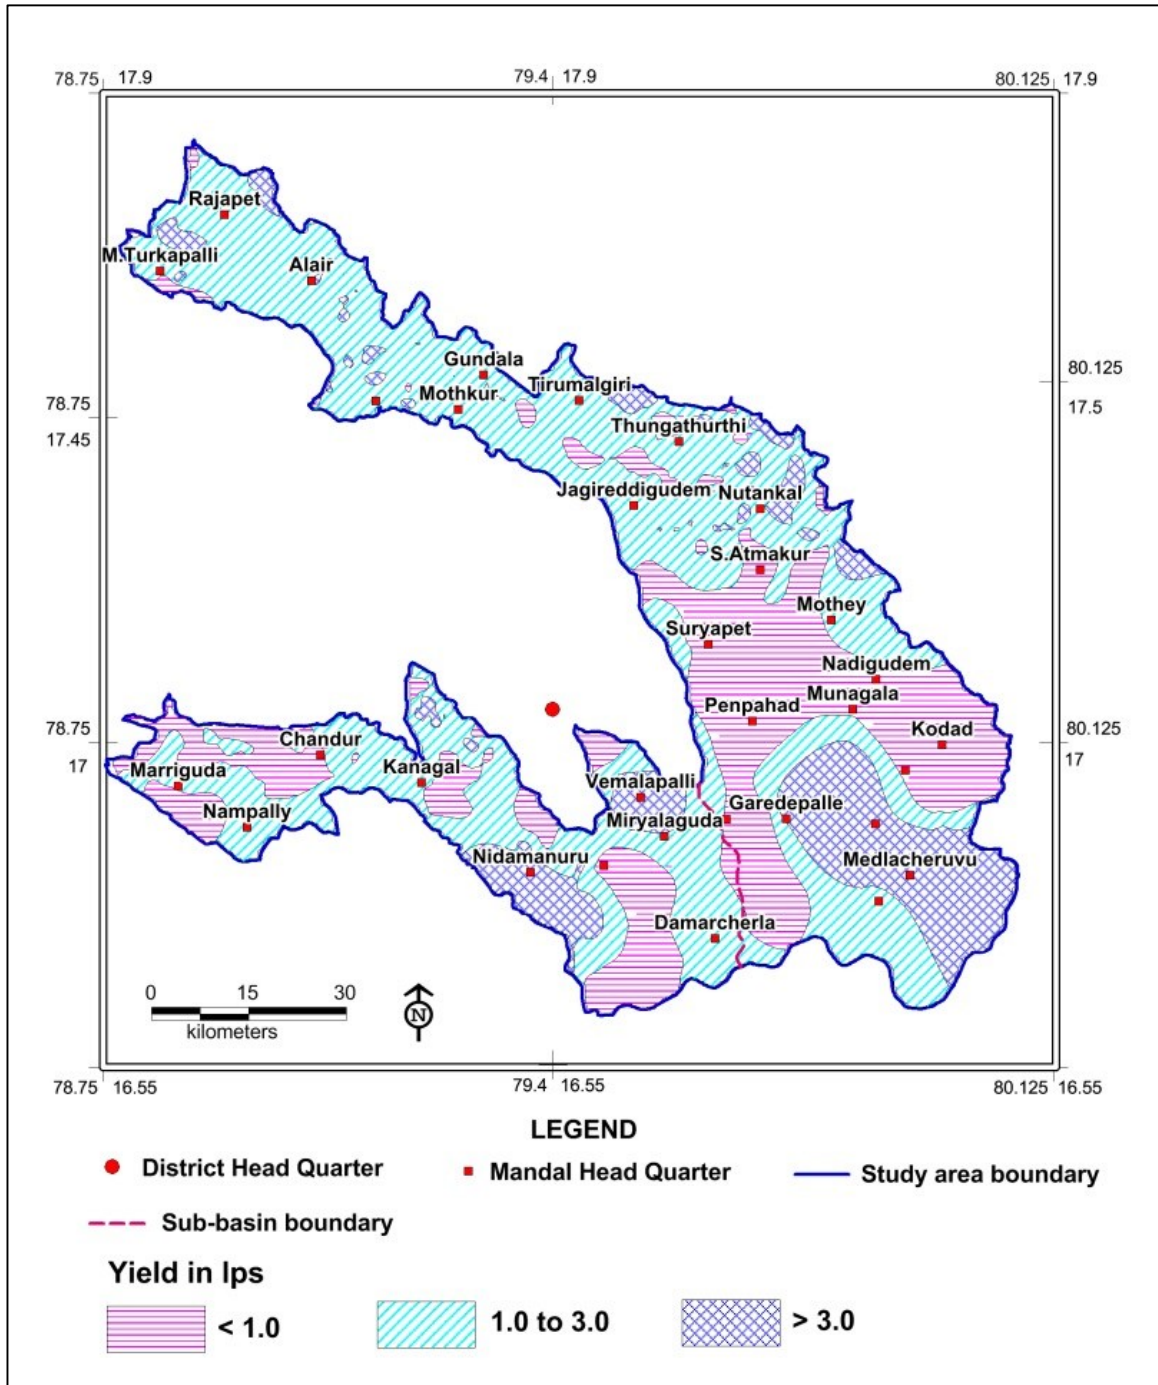 78.75 17.9 79.4 17.9 80.125 17.9
Rajapet
M.Turkapalli
Alair
Gundala
80.125
Tirumalgiri
Mothkur
78.75
17.5
Thungathurthi
17.45
Jagireddigudem Nutankal
S.Atmakur
Mothey
Suryapet
Nadigudem
Munagala
Penpahad
Kodad
78.75
80.125
Chandur
17
17
Marriguda
Kanagal
Vemalapalli
Nampally
Garedepalle
Miryalaguda
Nidamanuru
Medlacheruvu
Damarcherla
0 15 30
kilometers
N
78.75 16.55 79.4 16.55 80.125 16.55
LEGEND
District Head Quarter Mandal Head Quarter Study area boundary
Sub-basin boundary
Yield in lps
< 1.0 1.0 to 3.0 > 3.0